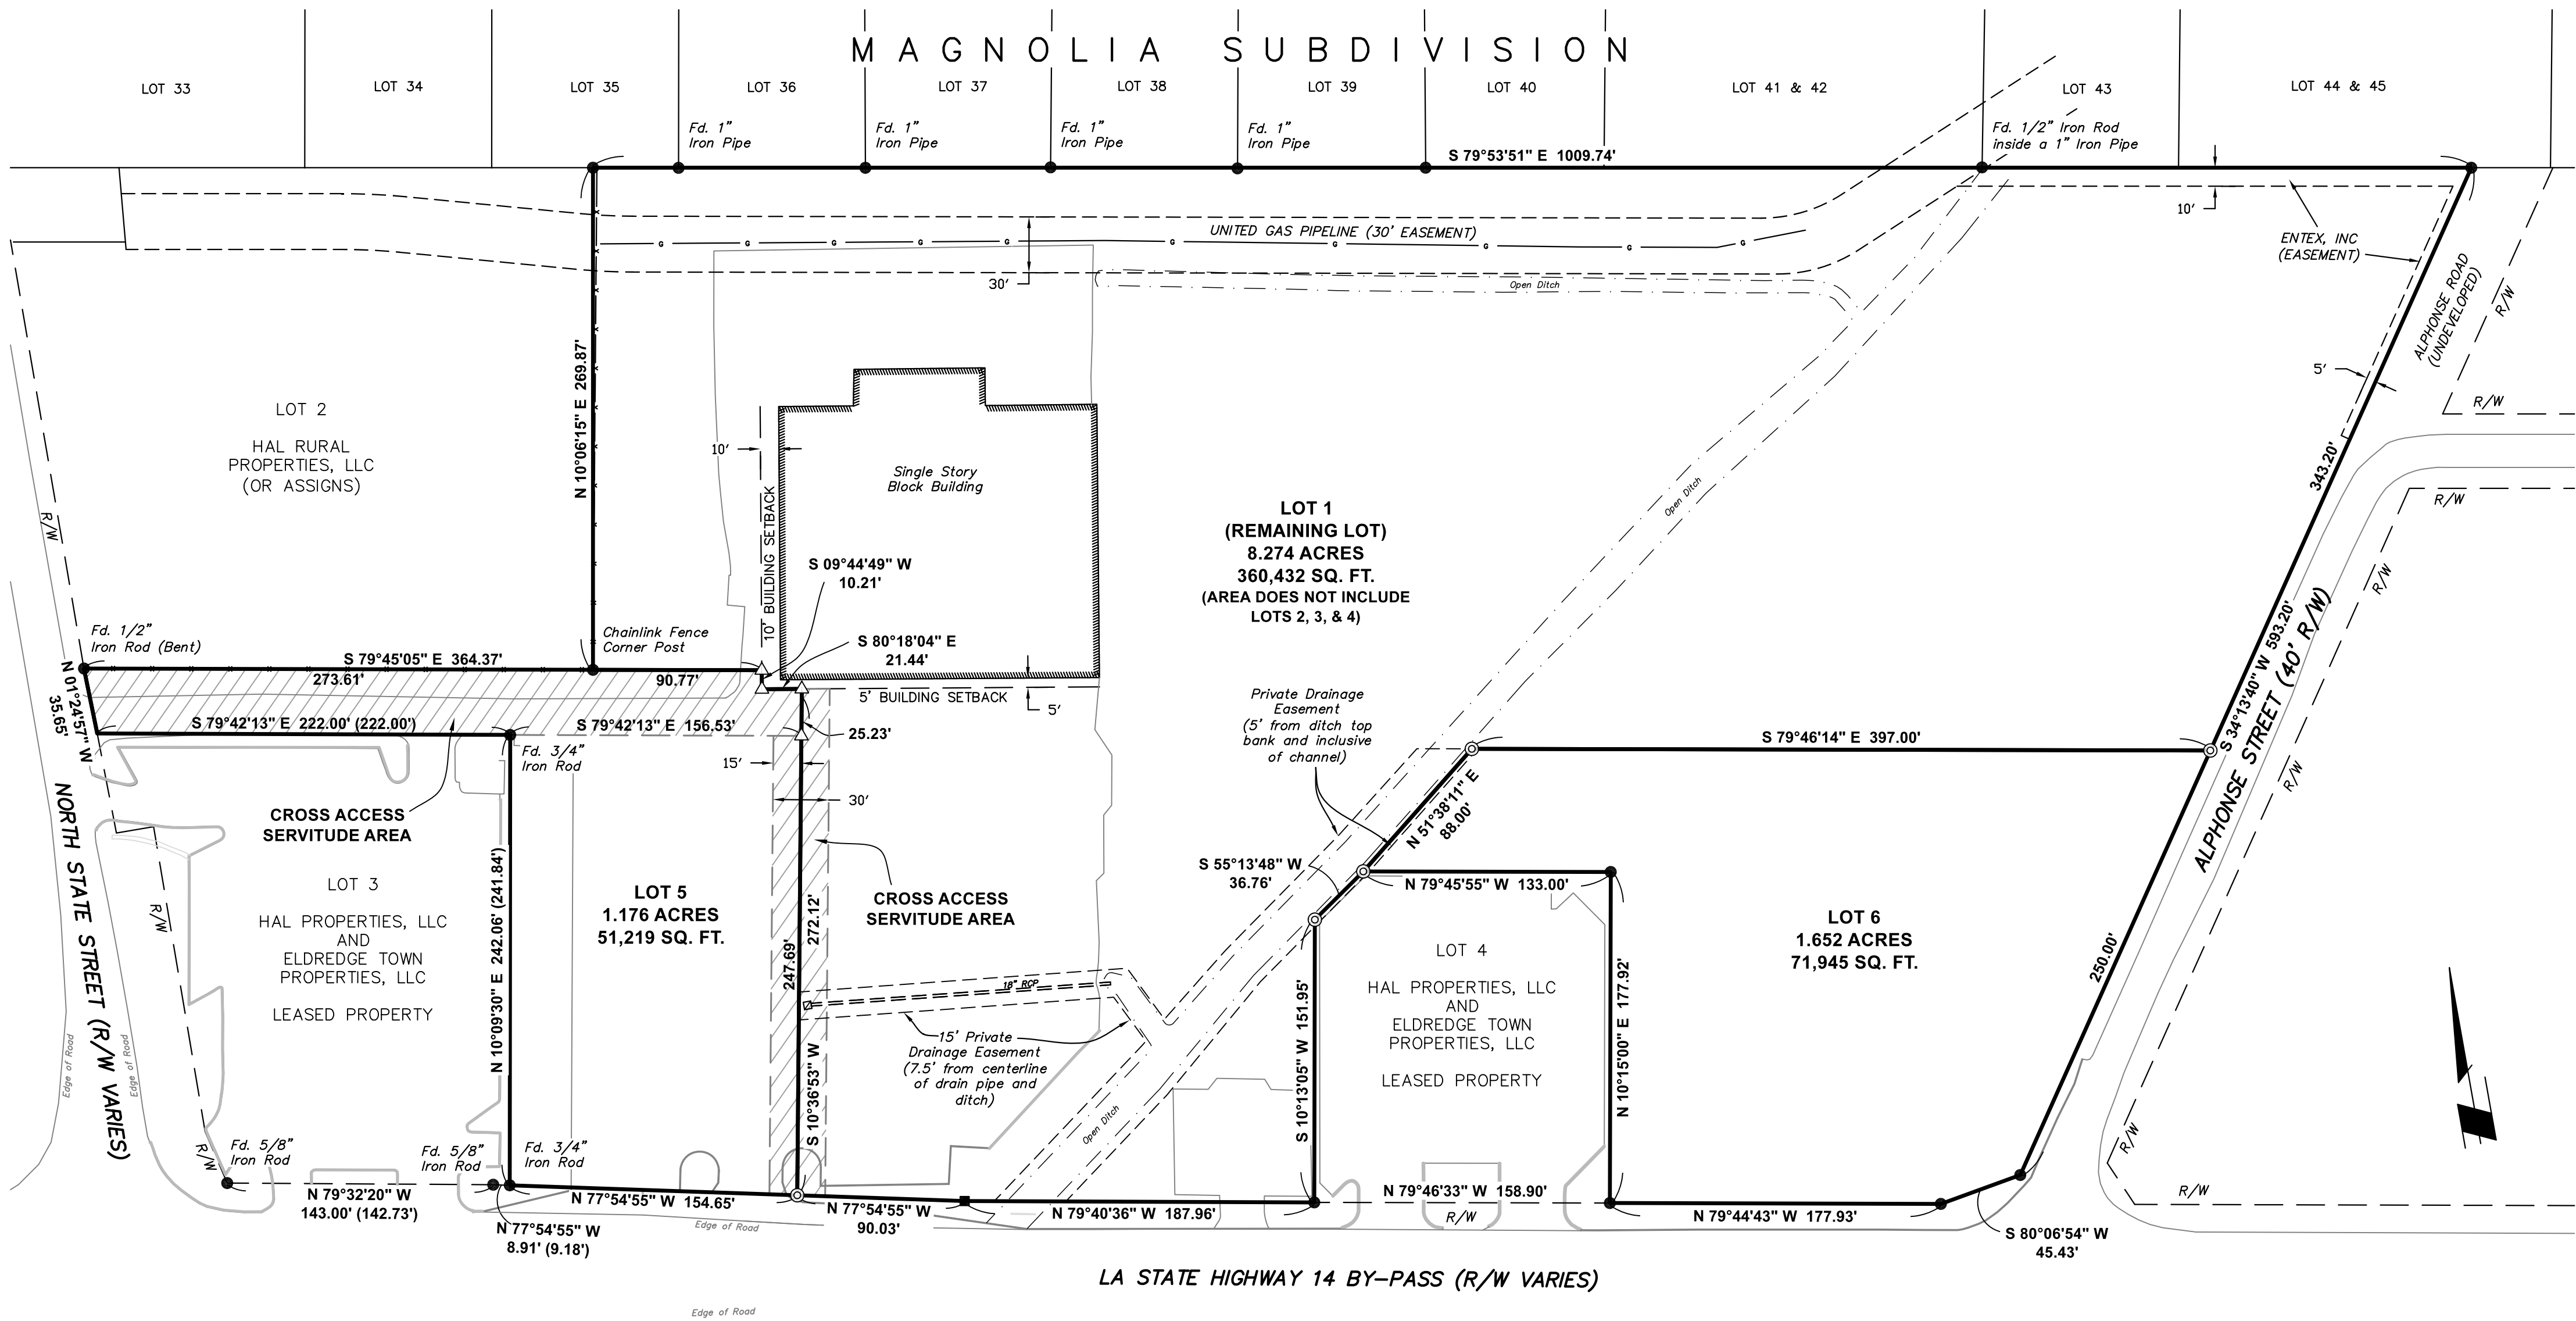 MAGNOLIA SUBDIVISION
LOT 33
LOT 34
LOT 35
LOT 36
LOT 37
LOT 38
LOT 39
LOT 40
LOT 41 & 42
LOT 43
LOT 44 & 45
Fd. 1"
Iron Pipe
Fd. 1"
Iron Pipe
Fd. 1"
Iron Pipe
Fd. 1"
Iron Pipe
S 79°53'51" E 1009.74'
Fd. 1/2" Iron Rod
inside a 1" Iron Pipe
10'
UNITED GAS PIPELINE (30' EASEMENT)
G
G
G
G
G
G
G
G
G
G
30'
Open Ditch
ENTEX, INC
(EASEMENT)
ALPHONSE ROAD
(UNDEVELOPED)
R/W
R/W
R/W
5'
343.20'
LOT 2
HAL RURAL
PROPERTIES, LLC
(OR ASSIGNS)
R/W
N 10°06'15" E 269.87'
10'
10' BUILDING SETBACK
Single Story
Block Building
S 09°44'49" W
10.21'
S 80°18'04" E
21.44'
5' BUILDING SETBACK
5'
LOT 1
(REMAINING LOT)
8.274 ACRES
360,432 SQ. FT.
(AREA DOES NOT INCLUDE
LOTS 2, 3, & 4)
Open Ditch
Fd. 1/2"
Iron Rod (Bent)
Chainlink Fence
Corner Post
S 79°45'05" E 364.37'
273.61'
90.77'
N 01°24'57" W
35.65'
S 79°42'13" E 222.00' (222.00')
S 79°42'13" E 156.53'
25.23'
Fd. 3/4"
Iron Rod
15'
30'
Private Drainage
Easement
(5' from ditch top
bank and inclusive
of channel)
S 79°46'14" E 397.00'
S 34°13'40" W 593.20'
ALPHONSE STREET (40' R/W)
R/W
R/W
N 51°38'11" E
88.00'
S 55°13'48" W
36.76'
N 79°45'55" W 133.00'
CROSS ACCESS
SERVITUDE AREA
NORTH STATE STREET (R/W VARIES)
R/W
LOT 3
HAL PROPERTIES, LLC
AND
ELDREDGE TOWN
PROPERTIES, LLC
LEASED PROPERTY
N 10°09'30" E 242.06' (241.84')
LOT 5
1.176 ACRES
51,219 SQ. FT.
247.69'
272.12'
S 10°36'53" W
CROSS ACCESS
SERVITUDE AREA
18" RCP
15' Private
Drainage Easement
(7.5' from centerline
of drain pipe and
ditch)
Open Ditch
S 10°13'05" W 151.95'
LOT 4
HAL PROPERTIES, LLC
AND
ELDREDGE TOWN
PROPERTIES, LLC
LEASED PROPERTY
N 10°15'00" E 177.92'
LOT 6
1.652 ACRES
71,945 SQ. FT.
250.00'
Edge of Road
Edge of Road
R/W
Fd. 5/8"
Iron Rod
Fd. 5/8"
Iron Rod
Fd. 3/4"
Iron Rod
N 79°32'20" W
143.00' (142.73')
N 77°54'55" W
8.91' (9.18')
N 77°54'55" W 154.65'
Edge of Road
N 77°54'55" W
90.03'
N 79°40'36" W 187.96'
N 79°46'33" W 158.90'
R/W
N 79°44'43" W 177.93'
S 80°06'54" W
45.43'
R/W
R/W
LA STATE HIGHWAY 14 BY-PASS (R/W VARIES)
Edge of Road